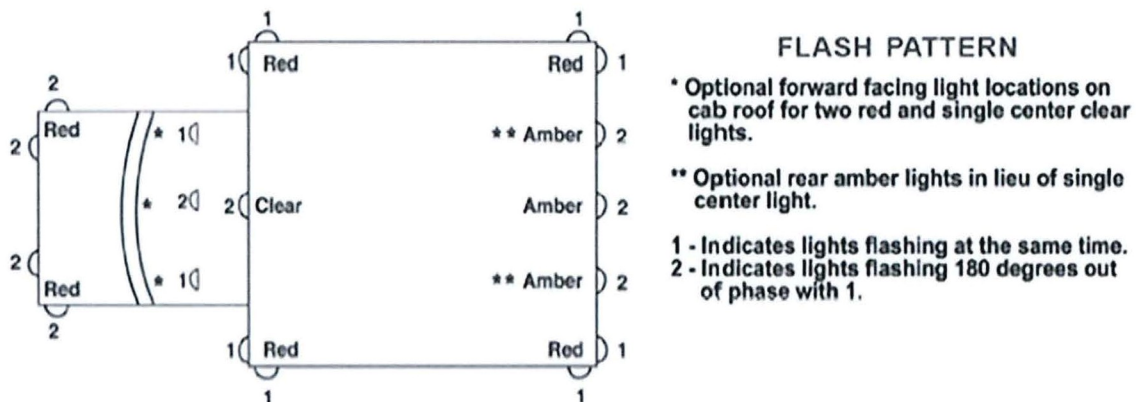 1 1
1 Red Red 1
2
Red * 1 ** Amber 2
2
* 2 2 Clear Amber 2
2
* 1 ** Amber 2
Red
2
1 Red Red 1
1 1
FLASH PATTERN
* Optional forward facing light locations on
cab roof for two red and single center clear
lights.
** Optional rear amber lights in lieu of single
center light.
1 - Indicates lights flashing at the same time.
2 - Indicates lights flashing 180 degrees out
of phase with 1.